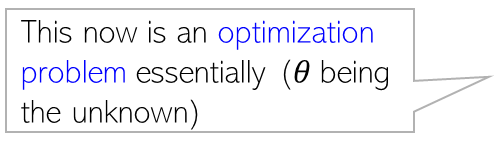 This now is an optimization
problem essentially (θ being
the unknown)